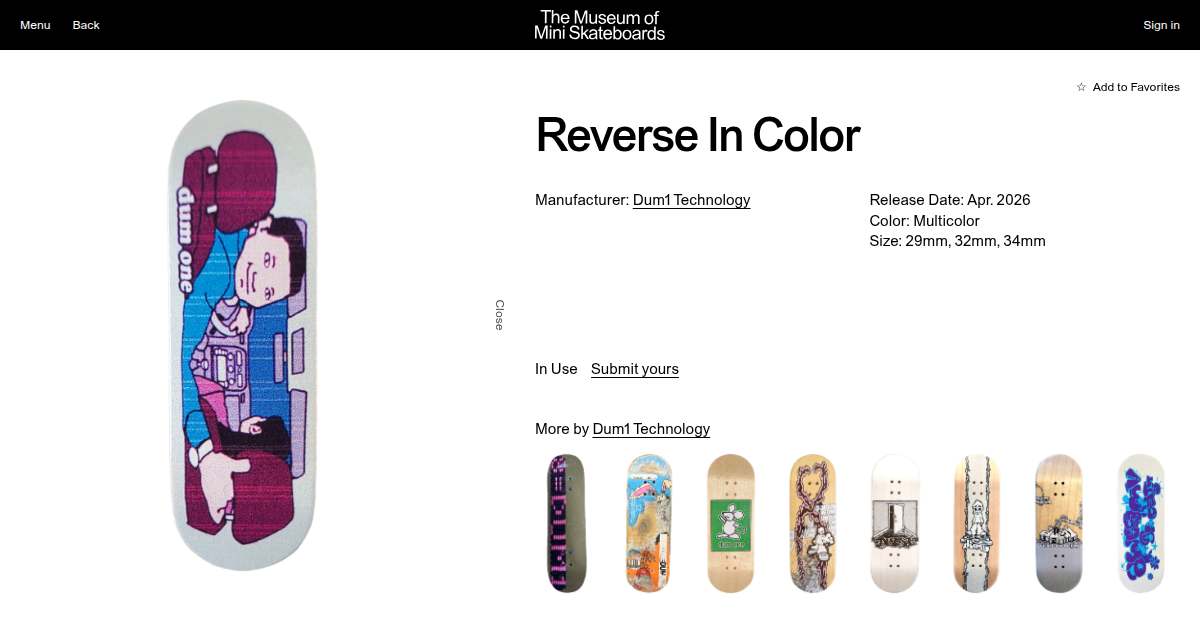 Menu
Back
The Museum of
Mini Skateboards
Sign in
☆ Add to Favorites
dum one
Close
Reverse In Color
Manufacturer: Dum1 Technology
Release Date: Apr. 2026
Color: Multicolor
Size: 29mm, 32mm, 34mm
In Use Submit yours
More by Dum1 Technology